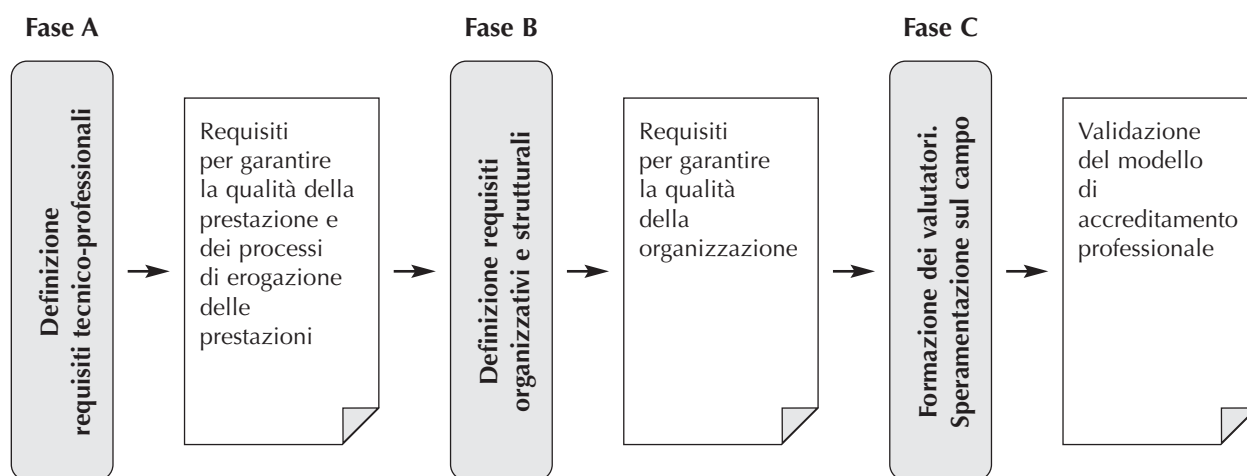 Fase A
Definizione
requisiti tecnico-professionali
Requisiti
per garantire
la qualità della
prestazione e
dei processi
di erogazione
delle
prestazioni
Fase B
Definizione requisiti
organizzativi e strutturali
Requisiti
per garantire
la qualità
della
organizzazione
Fase C
Formazione dei valutatori.
Speramentazione sul campo
Validazione
del modello
di
accreditamento
professionale